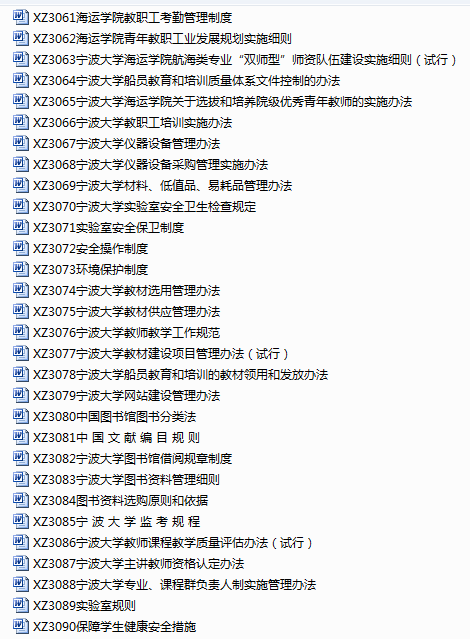 XZ3061海运学院教职工考勤管理制度
XZ3062海运学院青年教职工业发展规划实施细则
XZ3063宁波大学海运学院航海类专业“双师型”师资队伍建设实施细则（试行）
XZ3064宁波大学船员教育和培训质量体系文件控制的办法
XZ3065宁波大学海运学院关于选拔和培养院级优秀青年教师的实施办法
XZ3066宁波大学教职工培训实施办法
XZ3067宁波大学仪器设备管理办法
XZ3068宁波大学仪器设备采购管理实施办法
XZ3069宁波大学材料、低值品、易耗品管理办法
XZ3070宁波大学实验室安全卫生检查规定
XZ3071实验室安全保卫制度
XZ3072安全操作制度
XZ3073环境保护制度
XZ3074宁波大学教材选用管理办法
XZ3075宁波大学教材供应管理办法
XZ3076宁波大学教师教学工作规范
XZ3077宁波大学教材建设项目管理办法（试行）
XZ3078宁波大学船员教育和培训的教材领用和发放办法
XZ3079宁波大学网站建设管理办法
XZ3080中国图书馆图书分类法
XZ3081中 国 文 献 编 目 规 则
XZ3082宁波大学图书馆借阅规章制度
XZ3083宁波大学图书资料管理细则
XZ3084图书资料选购原则和依据
XZ3085宁 波 大 学 监 考 规 程
XZ3086宁波大学教师课程教学质量评估办法（试行）
XZ3087宁波大学主讲教师资格认定办法
XZ3088宁波大学专业、课程群负责人制实施管理办法
XZ3089实验室规则
XZ3090保障学生健康安全措施